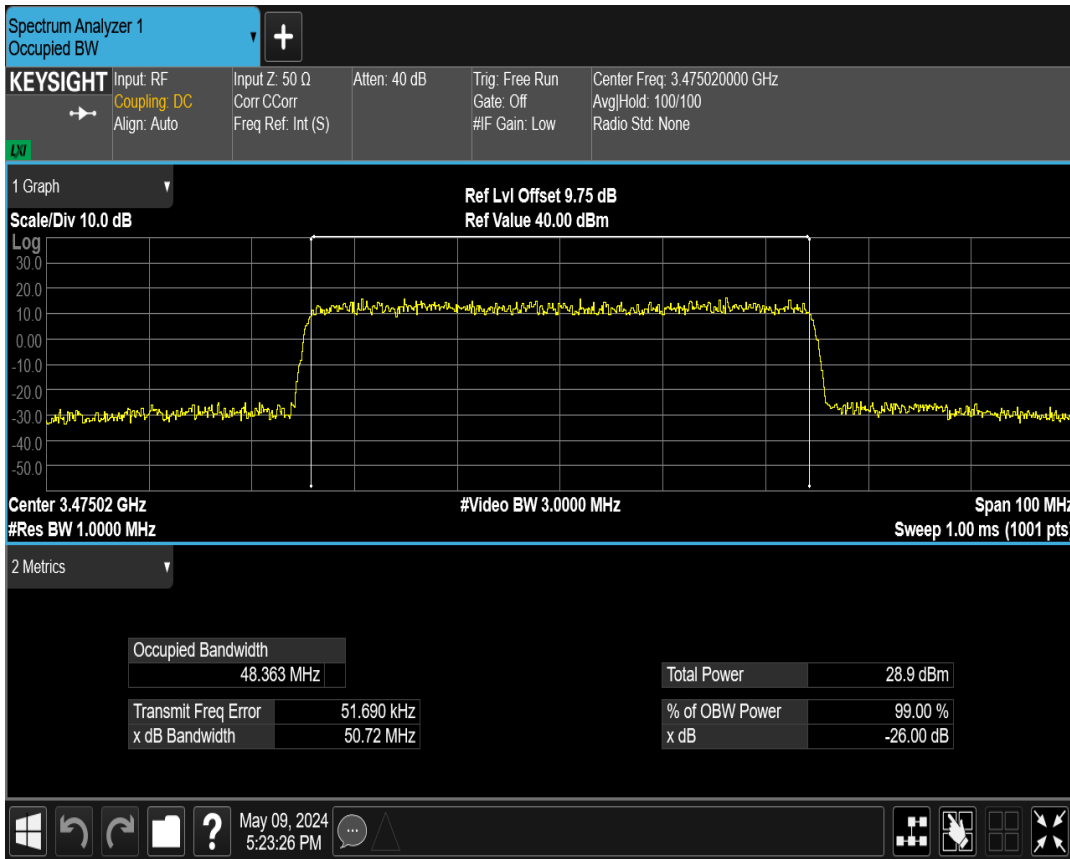 Spectrum Analyzer 1
Occupied BW
+
KEYSIGHT
LXI
Input: RF
Coupling: DC
Align: Auto
Input Z: 50 Ω
Corr CCorr
Freq Ref: Int (S)
Atten: 40 dB
Trig: Free Run
Gate: Off
#IF Gain: Low
Center Freq: 3.475020000 GHz
Avg|Hold: 100/100
Radio Std: None
1 Graph
Scale/Div 10.0 dB
Ref Lvl Offset 9.75 dB
Ref Value 40.00 dBm
Log
30.0
20.0
10.0
0.00
-10.0
-20.0
-30.0
-40.0
-50.0
Center 3.47502 GHz
#Res BW 1.0000 MHz
#Video BW 3.0000 MHz
Span 100 MHz
Sweep 1.00 ms (1001 pts)
2 Metrics
Occupied Bandwidth
48.363 MHz
Transmit Freq Error 51.690 kHz
x dB Bandwidth 50.72 MHz
Total Power 28.9 dBm
% of OBW Power 99.00 %
x dB -26.00 dB
?
May 09, 2024
5:23:26 PM